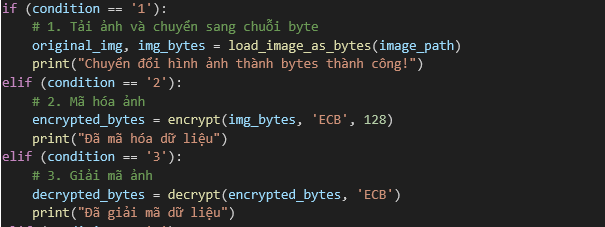 if (condition == '1'):
# 1. Tải ảnh và chuyển sang chuỗi byte
original_img, img_bytes = load_image_as_bytes(image_path)
print("Chuyển đổi hình ảnh thành bytes thành công!")
elif (condition == '2'):
# 2. Mã hóa ảnh
encrypted_bytes = encrypt(img_bytes, 'ECB', 128)
print("Đã mã hóa dữ liệu")
elif (condition == '3'):
# 3. Giải mã ảnh
decrypted_bytes = decrypt(encrypted_bytes, 'ECB')
print("Đã giải mã dữ liệu")